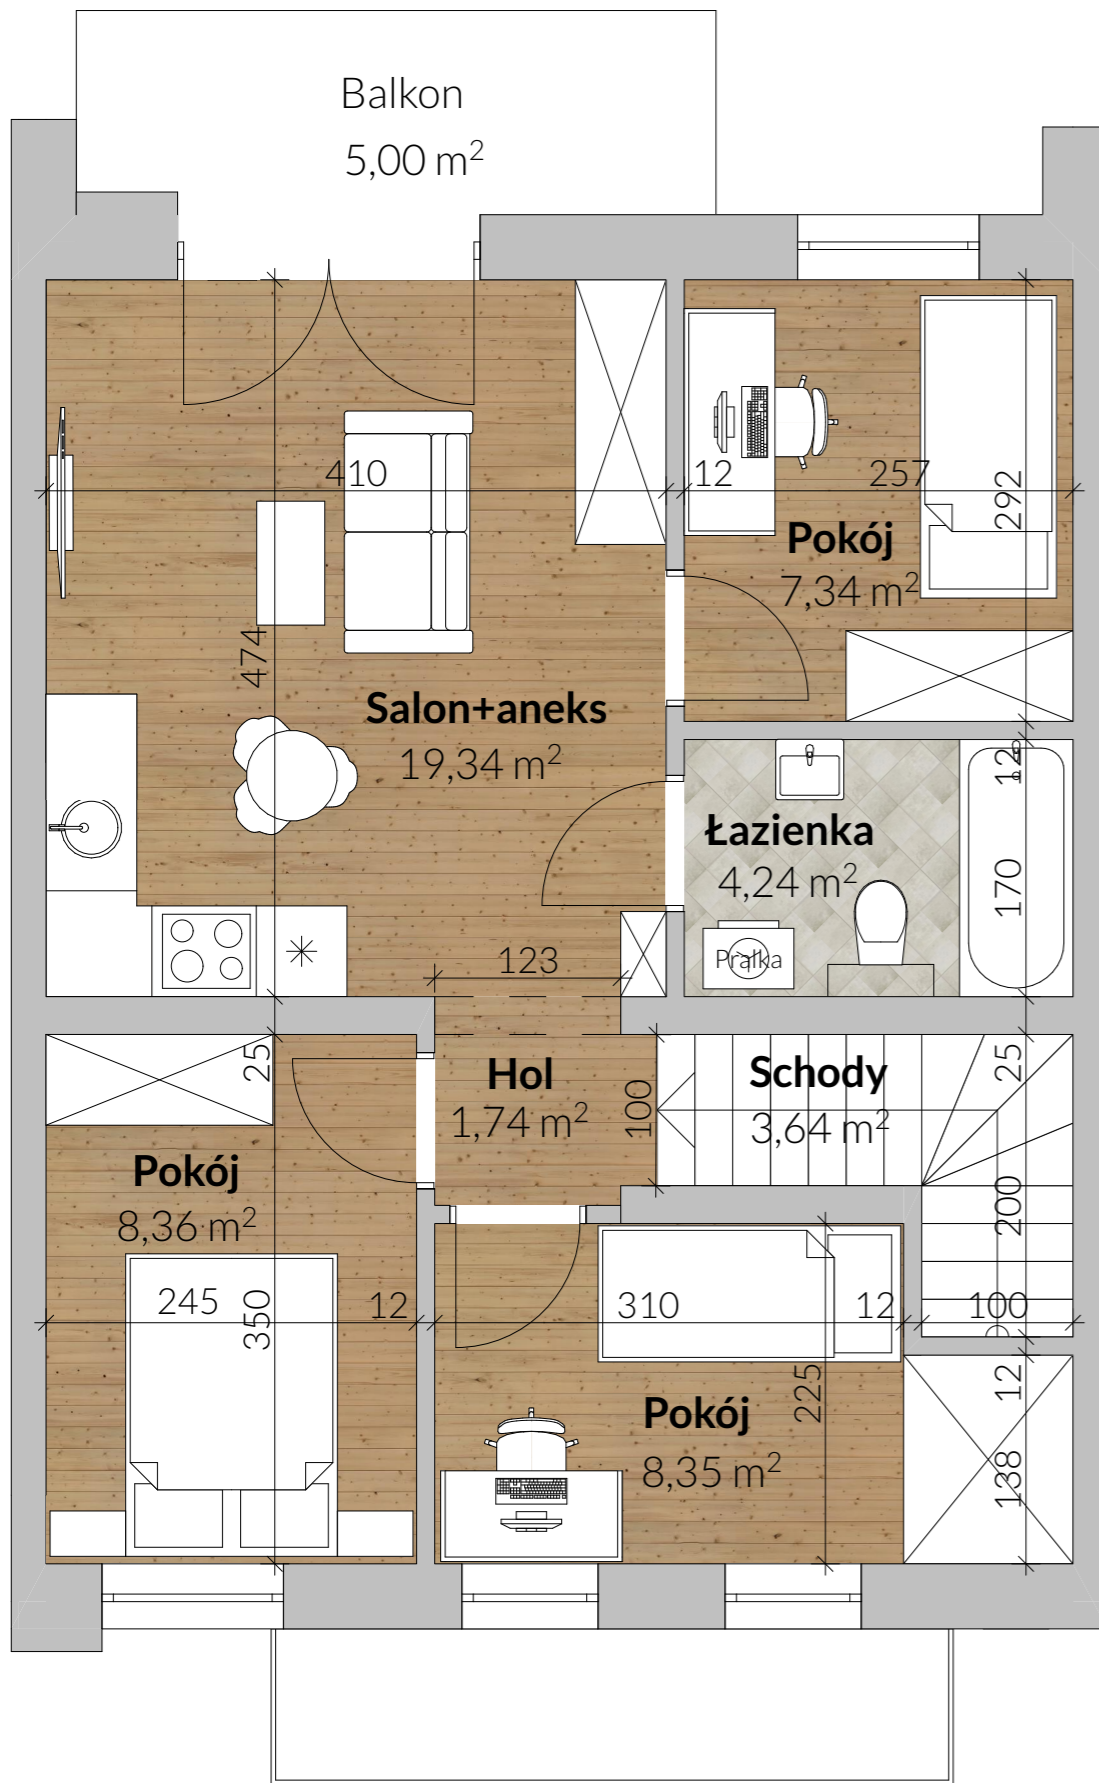 Balkon
5,00 m²
410
12
257
292
Pokój
7,34 m²
474
Salon+aneks
19,34 m²
12
Łazienka
4,24 m²
170
Pralka
123
25
Hol
1,74 m²
100
Schody
3,64 m²
25
Pokój
8,36 m²
200
245
350
12
310
12
100
225
12
Pokój
8,35 m²
138